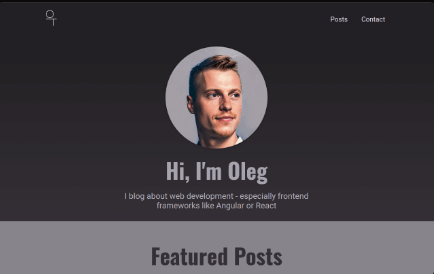 Posts Contact
Hi, I'm Oleg
I blog about web development - especially frontend
frameworks like Angular or React
Featured Posts